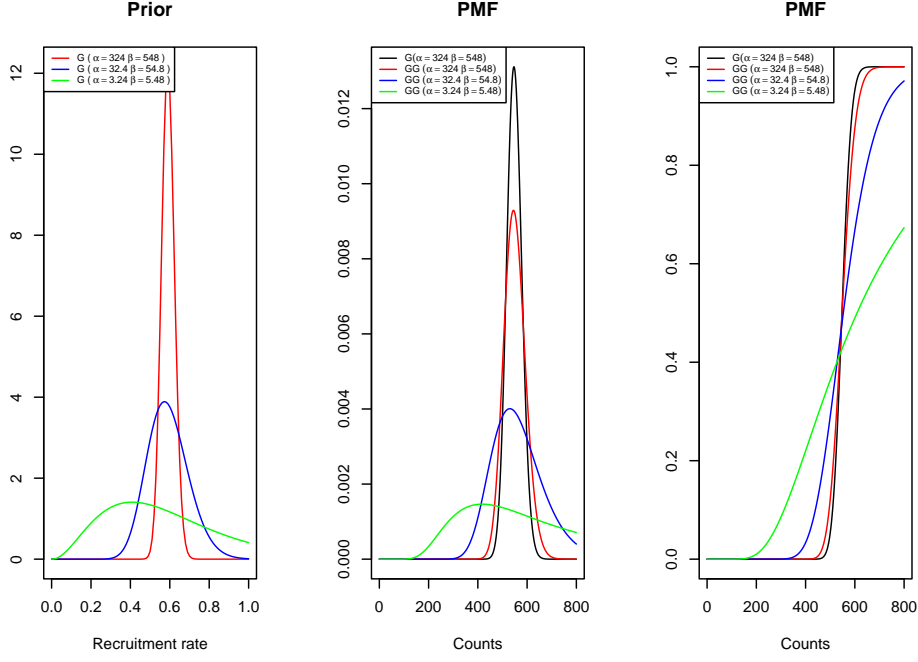 Prior
G ( α = 324 β = 548 )
G ( α = 32.4 β = 54.8 )
G ( α = 3.24 β = 5.48 )
12
10
8
6
4
2
0
0.0 0.2 0.4 0.6 0.8 1.0
Recruitment rate
PMF
G(α = 324 β = 548)
GG (α = 324 β = 548)
GG (α = 32.4 β = 54.8)
GG (α = 3.24 β = 5.48)
0.012
0.010
0.008
0.006
0.004
0.002
0.000
0 200 400 600 800
Counts
PMF
G(α = 324 β = 548)
GG (α = 324 β = 548)
GG (α = 32.4 β = 54.8)
GG (α = 3.24 β = 5.48)
1.0
0.8
0.6
0.4
0.2
0.0
0 200 400 600 800
Counts